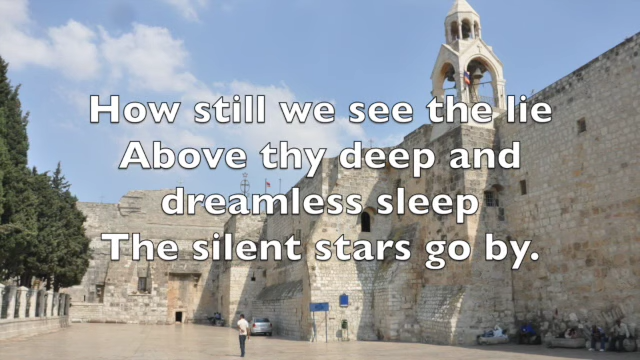 How still we see the lie
Above thy deep and
dreamless sleep
The silent stars go by.